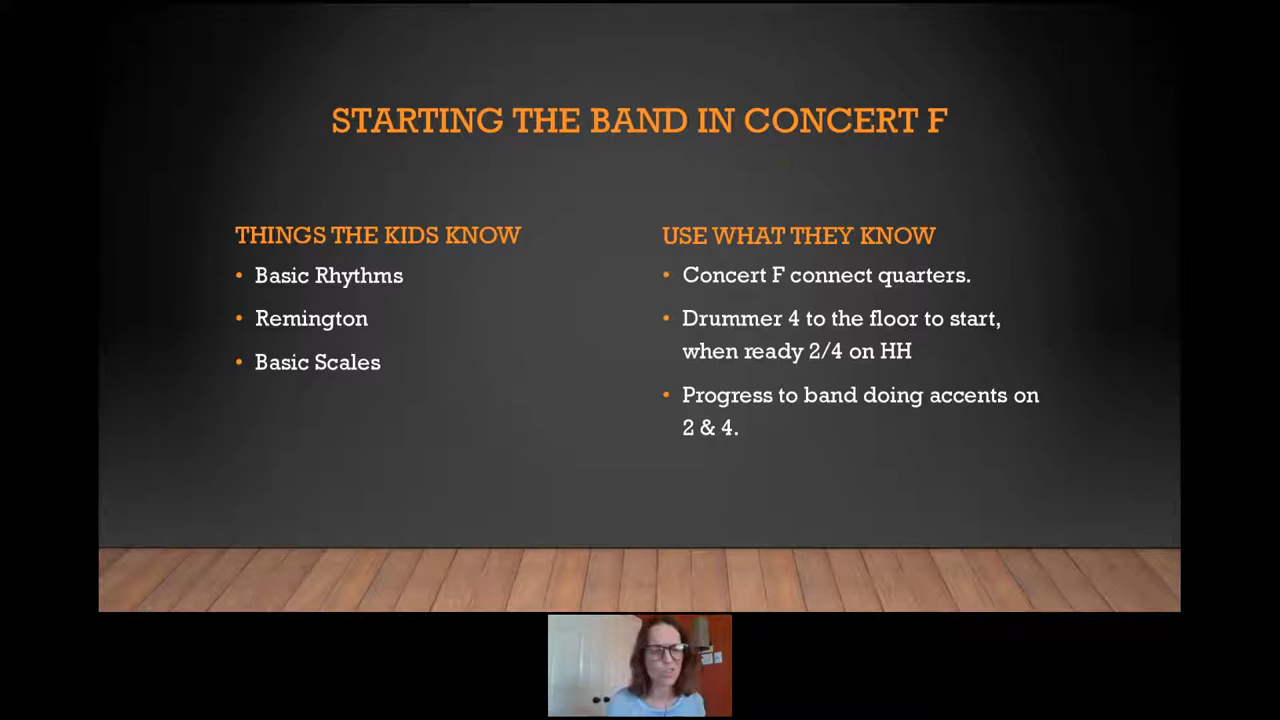 STARTING THE BAND IN CONCERT F
THINGS THE KIDS KNOW
• Basic Rhythms
• Remington
• Basic Scales
USE WHAT THEY KNOW
• Concert F connect quarters.
• Drummer 4 to the floor to start,
when ready 2/4 on HH
• Progress to band doing accents on
2 & 4.